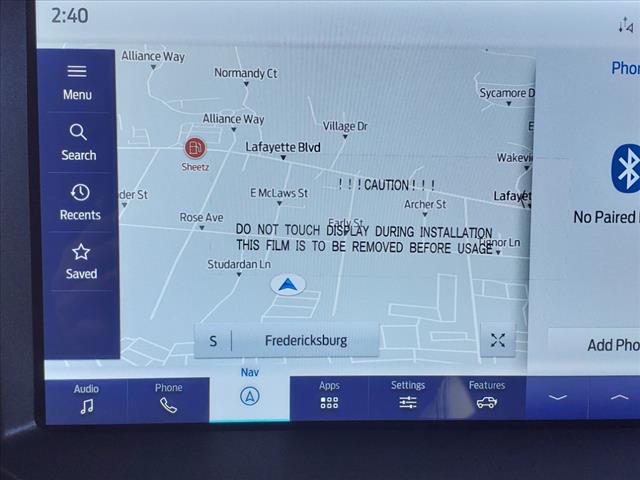 2:40
Menu
Search
Recents
Saved
Alliance Way
Normandy Ct
Sycamore D
Alliance Way
Village Dr
E
Sheetz
Lafayette Blvd
Wakevi
! ! ! CAUTION ! ! !
der St
E McLaws St
Archer St
Lafayet
Rose Ave
Early St
DO NOT TOUCH DISPLAY DURING INSTALLATION
THIS FILM IS TO BE REMOVED BEFORE USAGE
nor Ln
Studardan Ln
S
Fredericksburg
Phon
No Paired
Add Pho
Audio
Phone
Nav
Apps
Settings
Features